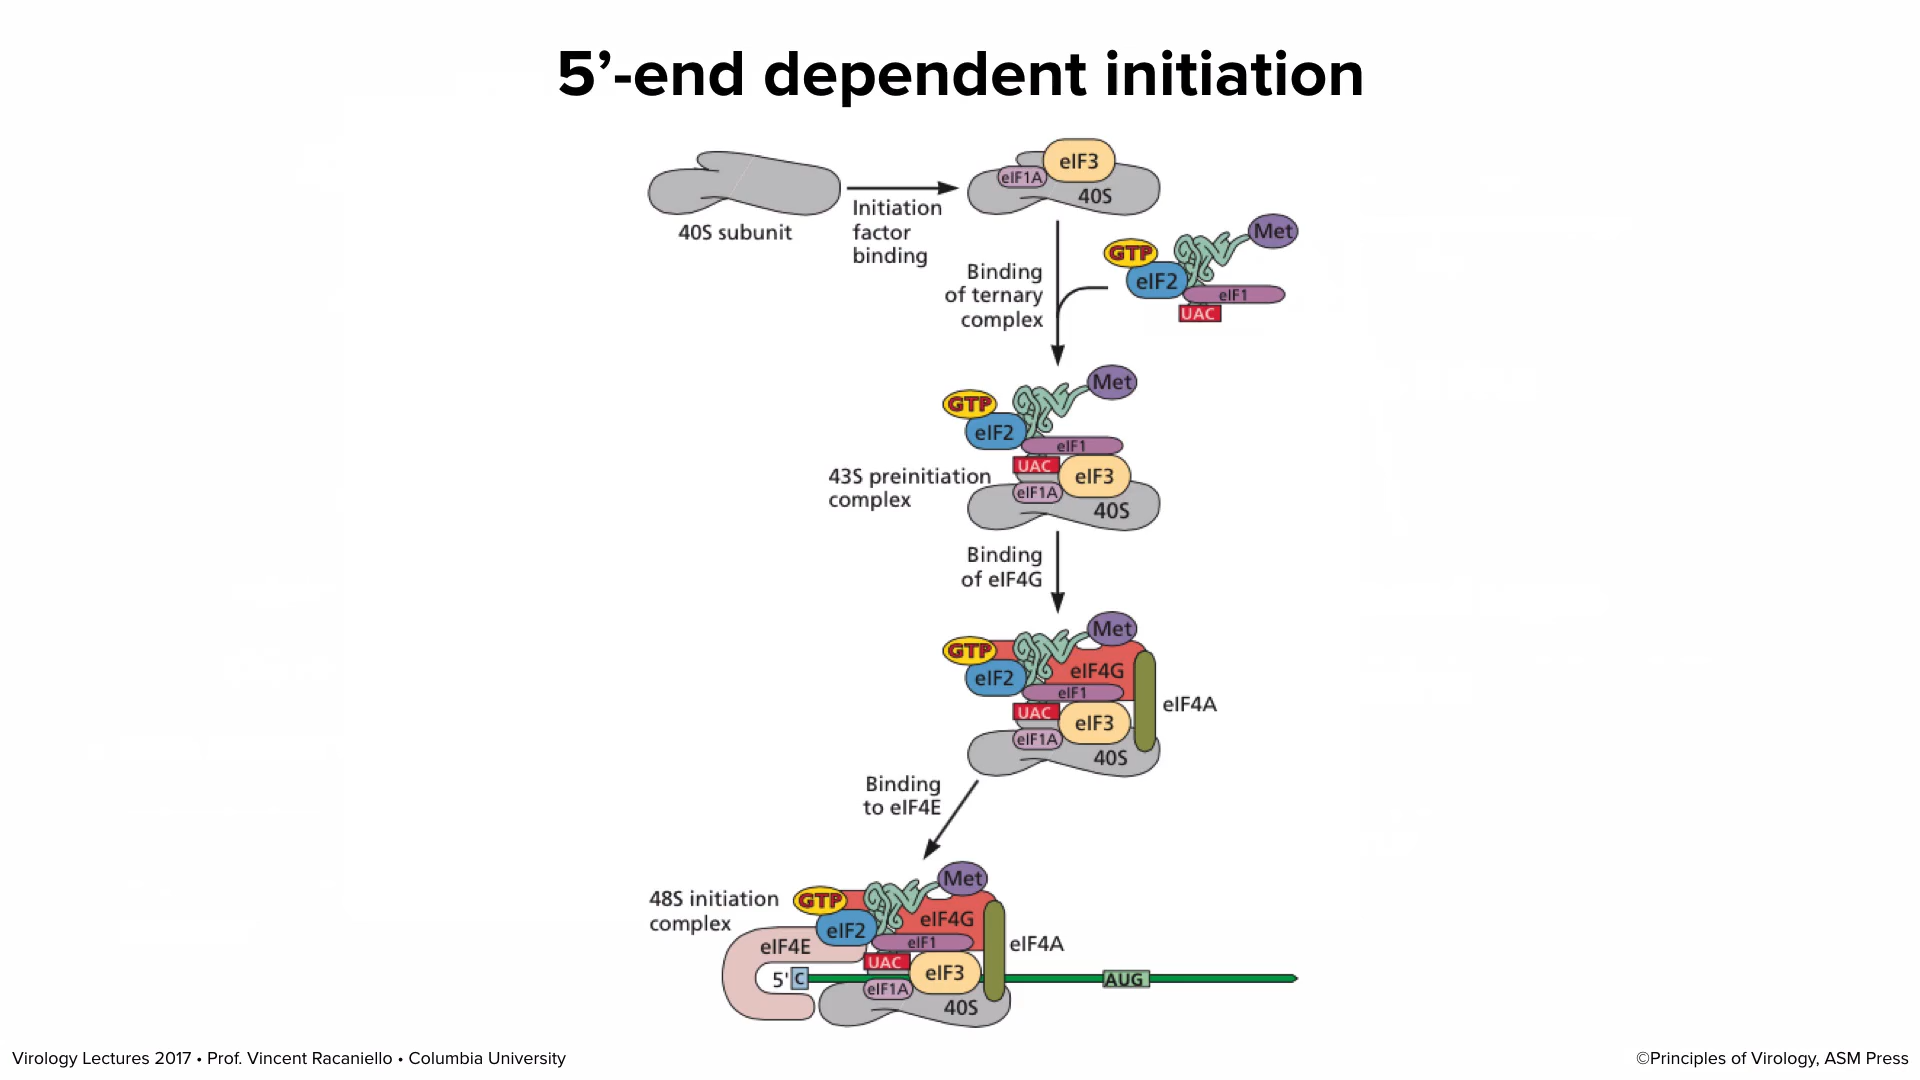 5’-end dependent initiation
40S subunit
Initiation
factor
binding
eIF3
eIF1A
40S
Binding
of ternary
complex
Met
GTP
eIF2
eIF1
UAC
43S preinitiation
complex
Met
GTP
eIF2
eIF1
UAC
eIF3
eIF1A
40S
Binding
of eIF4G
Met
GTP
eIF4G
eIF2
eIF1
eIF4A
UAC
eIF3
eIF1A
40S
Binding
to eIF4E
48S initiation
complex
Met
GTP
eIF4G
eIF2
eIF1
eIF4A
eIF4E
UAC
eIF3
5' C
AUG
eIF1A
40S
Virology Lectures 2017 • Prof. Vincent Racaniello • Columbia University
©Principles of Virology, ASM Press